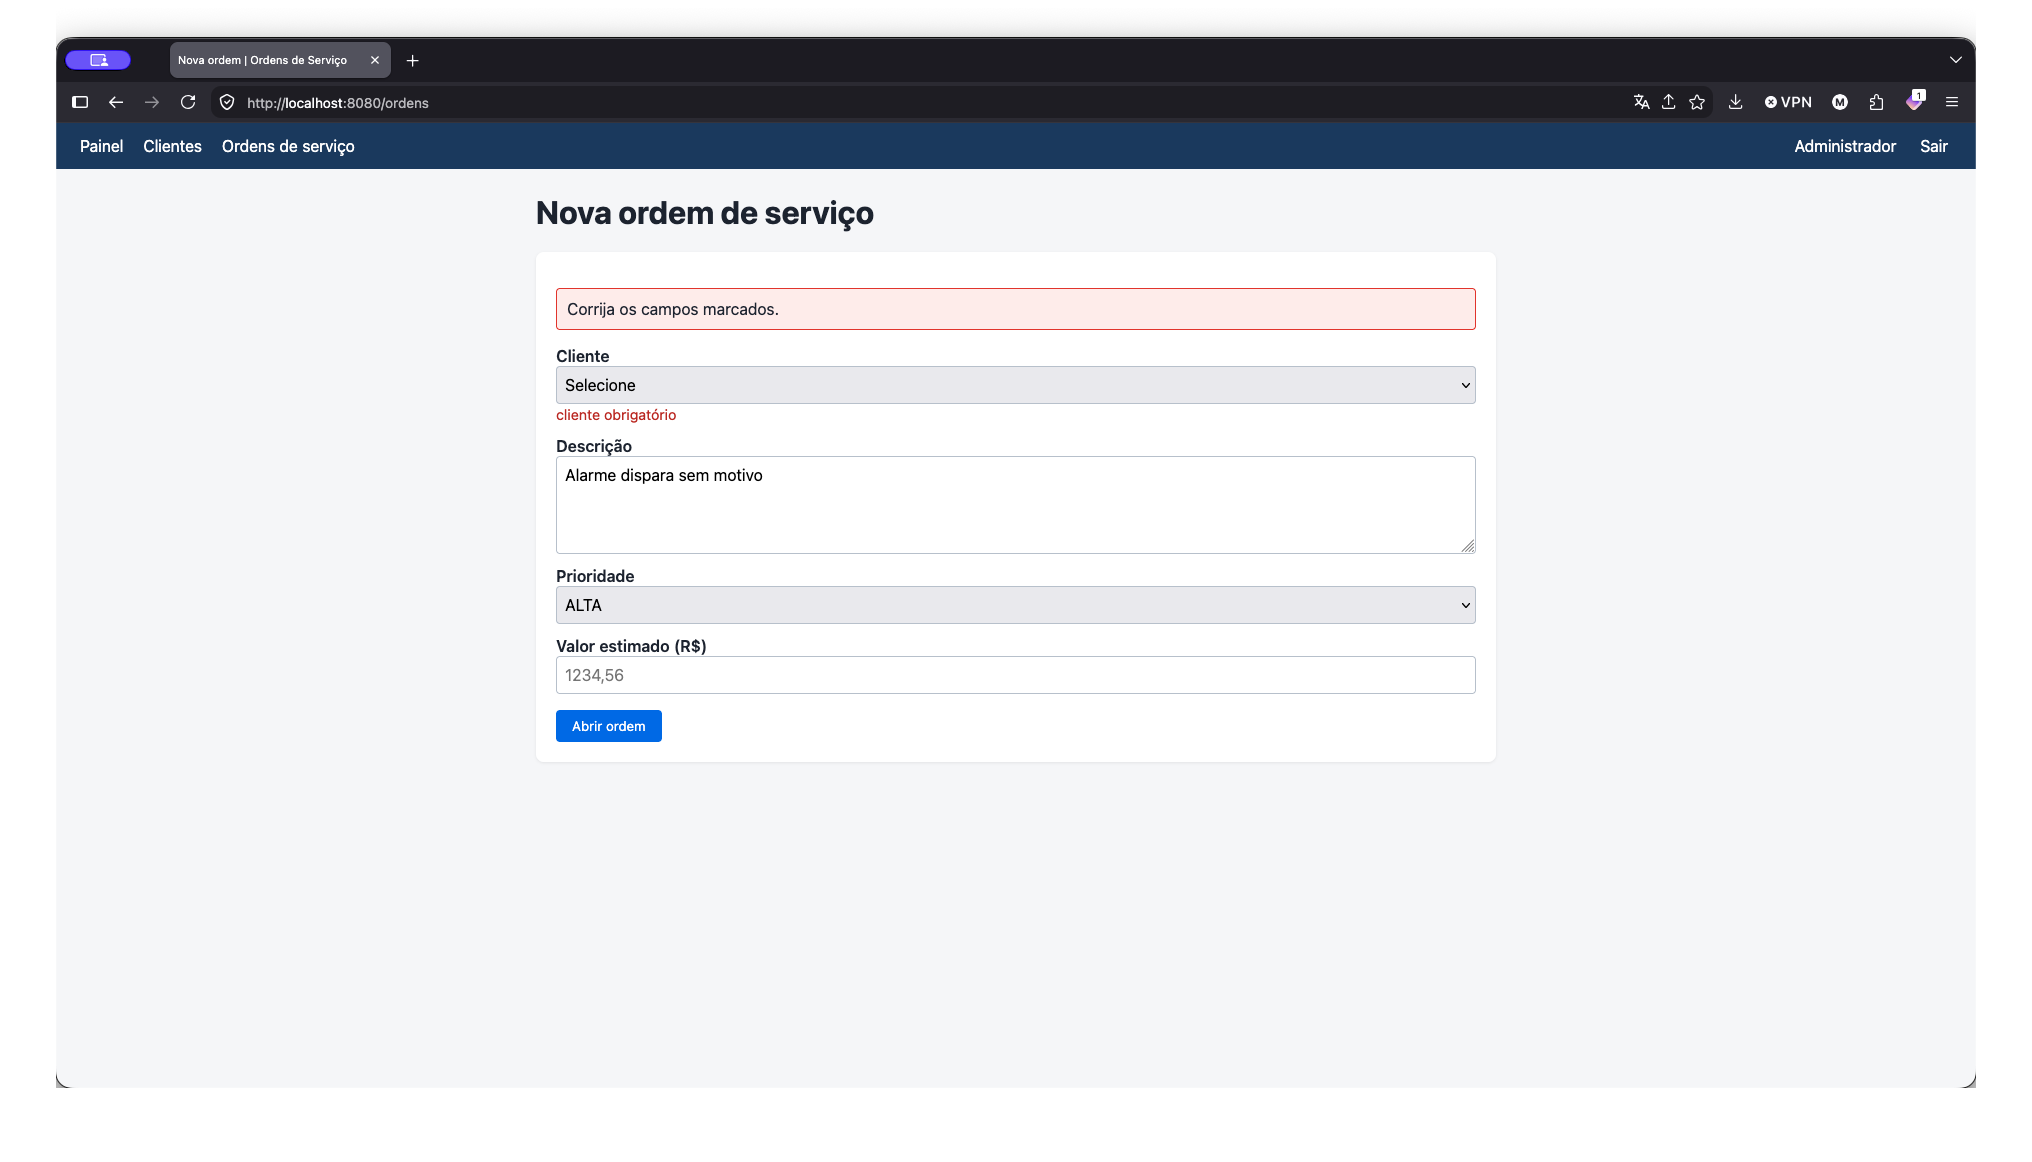 Nova ordem | Ordens de Serviço
http://localhost:8080/ordens
VPN
M
1
Painel Clientes Ordens de serviço Administrador Sair
Nova ordem de serviço
Corrija os campos marcados.
Cliente
Selecione
cliente obrigatório
Descrição
Alarme dispara sem motivo
Prioridade
ALTA
Valor estimado (R$)
1234,56
Abrir ordem